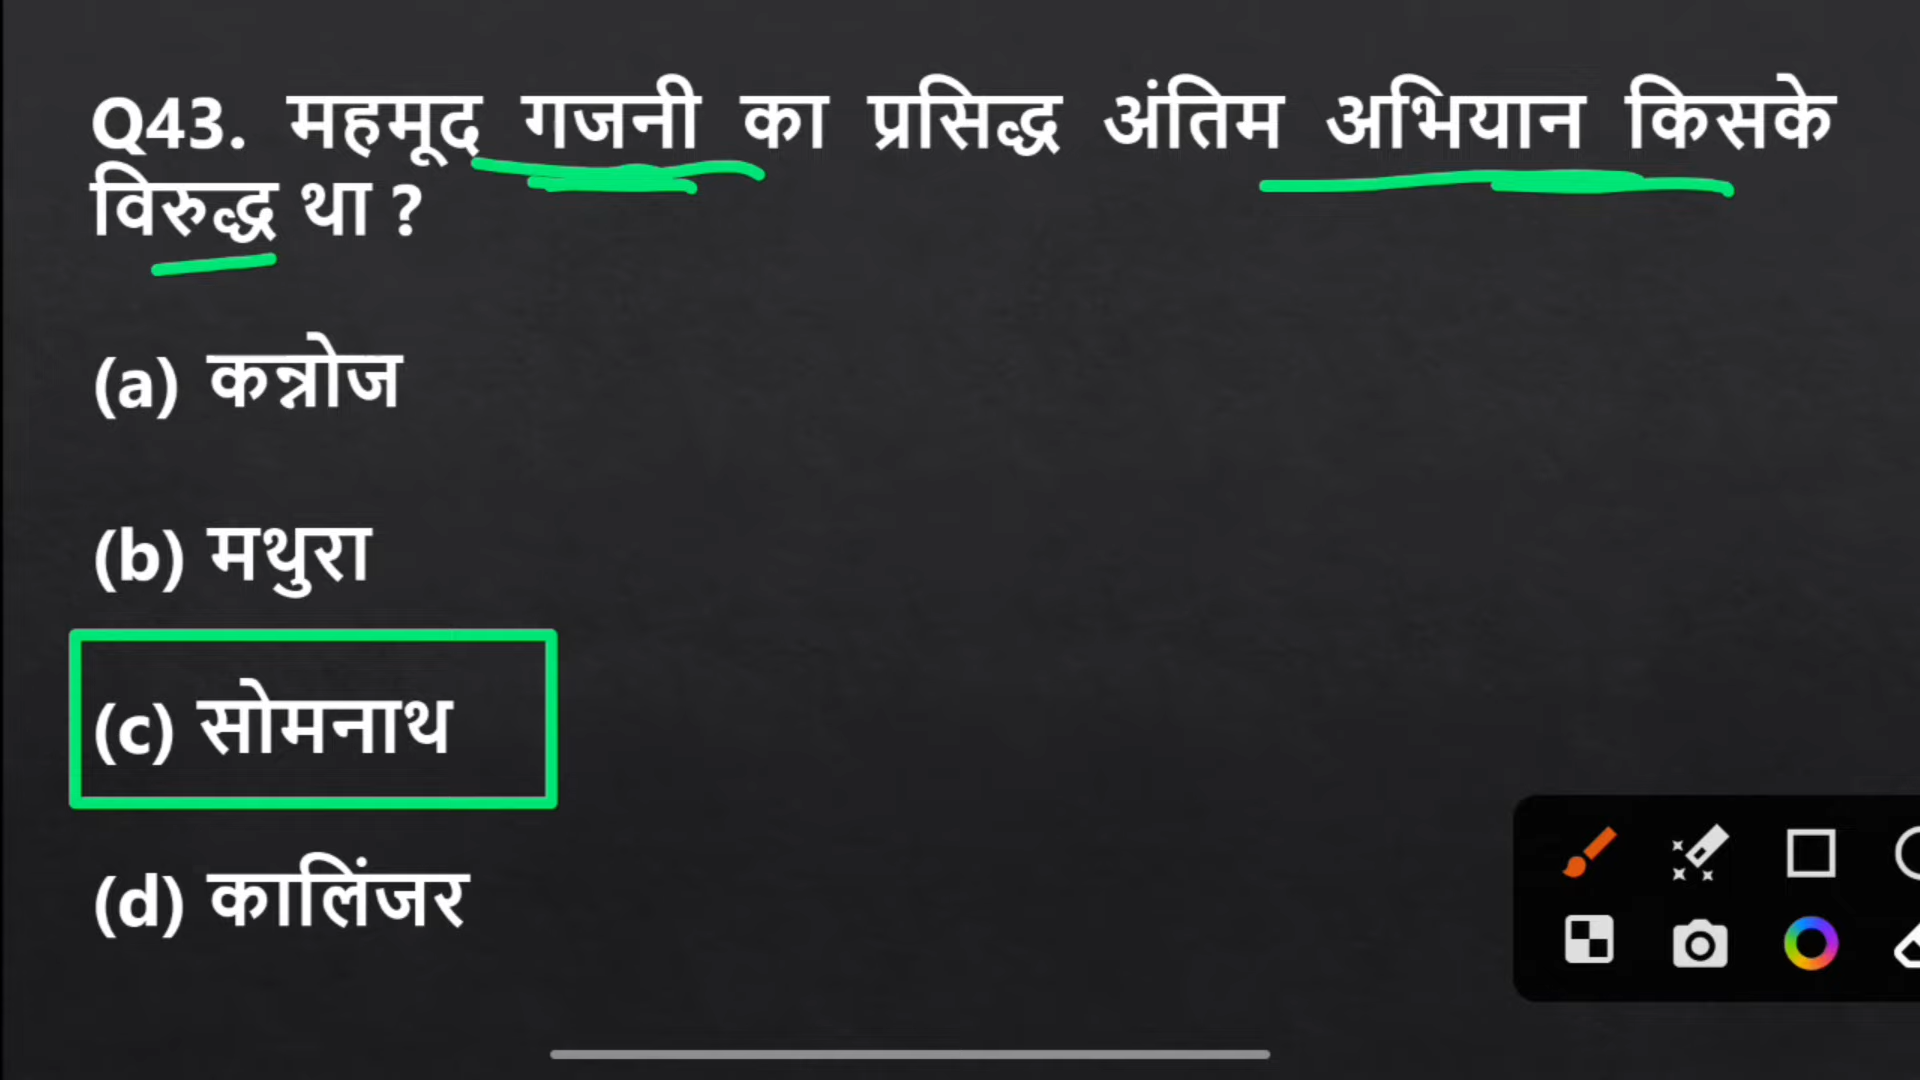 Q43. महमूद गजनी का प्रसिद्ध अंतिम अभियान किसके
विरुद्ध था ?
(a) कन्नोज
(b) मथुरा
(c) सोमनाथ
(d) कालिंजर